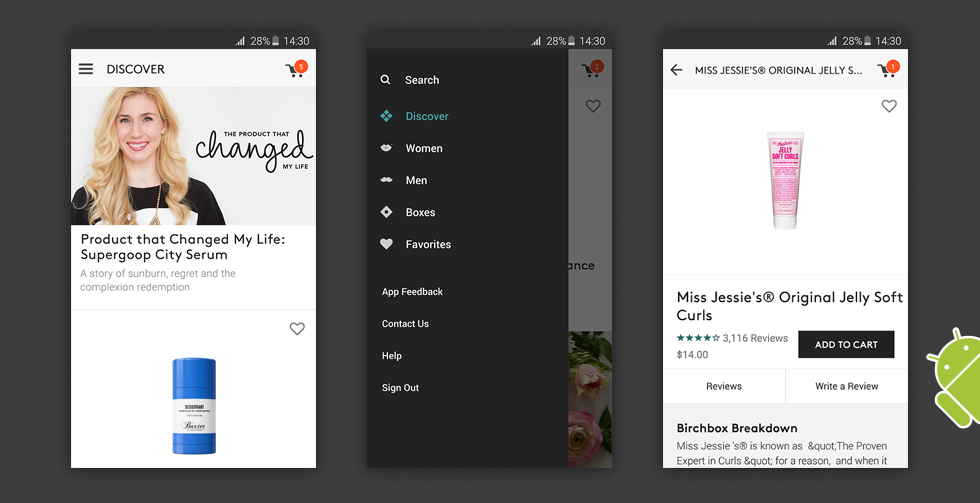 28% 14:30
DISCOVER
5
THE PRODUCT THAT
changed
MY LIFE
Product that Changed My Life:
Supergoop City Serum
A story of sunburn, regret and the
complexion redemption
DEODORANT
Baxter
28% 14:30
2
Search
Discover
Women
Men
Boxes
Favorites
ance
App Feedback
Contact Us
Help
Sign Out
28% 14:30
MISS JESSIE'S® ORIGINAL JELLY S...
1
JELLY
SOFT CURLS
Miss Jessie's® Original Jelly Soft
Curls
3,116 Reviews
$14.00
ADD TO CART
Reviews
Write a Review
Birchbox Breakdown
Miss Jessie 's® is known as &quot;The Proven
Expert in Curls &quot; for a reason, and when it